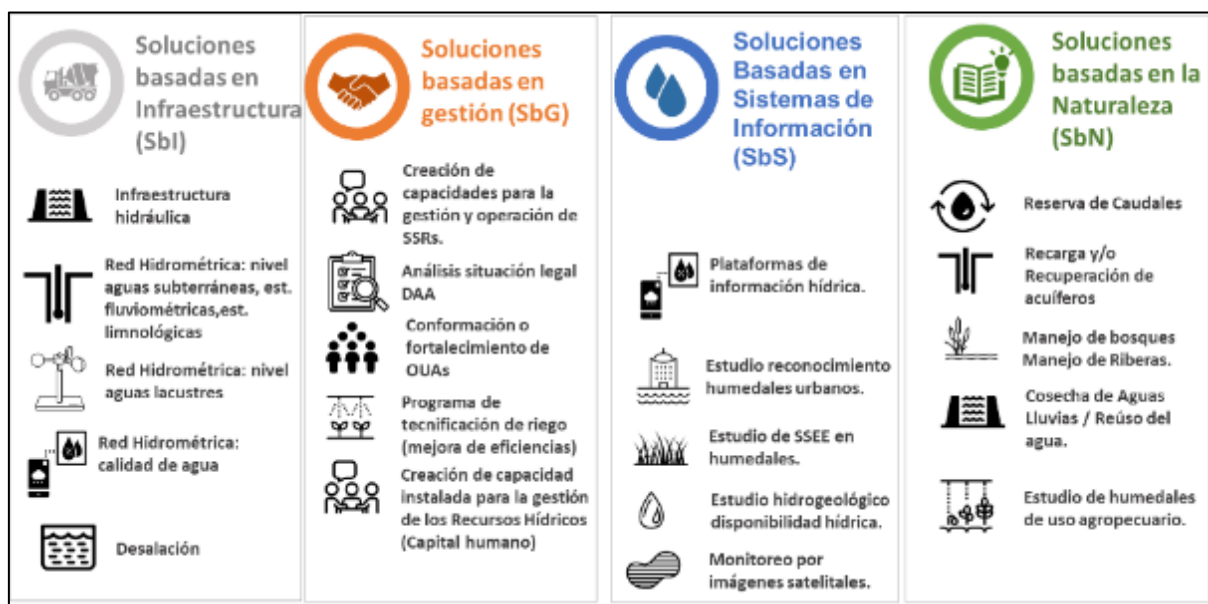 Soluciones
basadas en
Infraestructura
(SbI)
Infraestructura
hidráulica
Red Hidrométrica: nivel
aguas subterráneas, est.
fluviométricas,est.
limnológicas
Red Hidrométrica: nivel
aguas lacustres
Red Hidrométrica:
calidad de agua
Desalación
Soluciones
basadas en
gestión (SbG)
Creación de
capacidades para la
gestión y operación de
SSRs.
Análisis situación legal
DAA
Conformación o
fortalecimiento de
OUAs
Programa de
tecnificación de riego
(mejora de eficiencias)
Creación de capacidad
instalada para la gestión
de los Recursos Hídricos
(Capital humano)
Soluciones
Basadas en
Sistemas de
Información
(SbS)
Plataformas de
información hídrica.
Estudio reconocimiento
humedales urbanos.
Estudio de SSEE en
humedales.
Estudio hidrogeológico
disponibilidad hídrica.
Monitoreo por
imágenes satelitales.
Soluciones
basadas en la
Naturaleza
(SbN)
Reserva de Caudales
Recarga y/o
Recuperación de
acuíferos
Manejo de bosques
Manejo de Riberas.
Cosecha de Aguas
Lluvias / Reúso del
agua.
Estudio de humedales
de uso agropecuario.